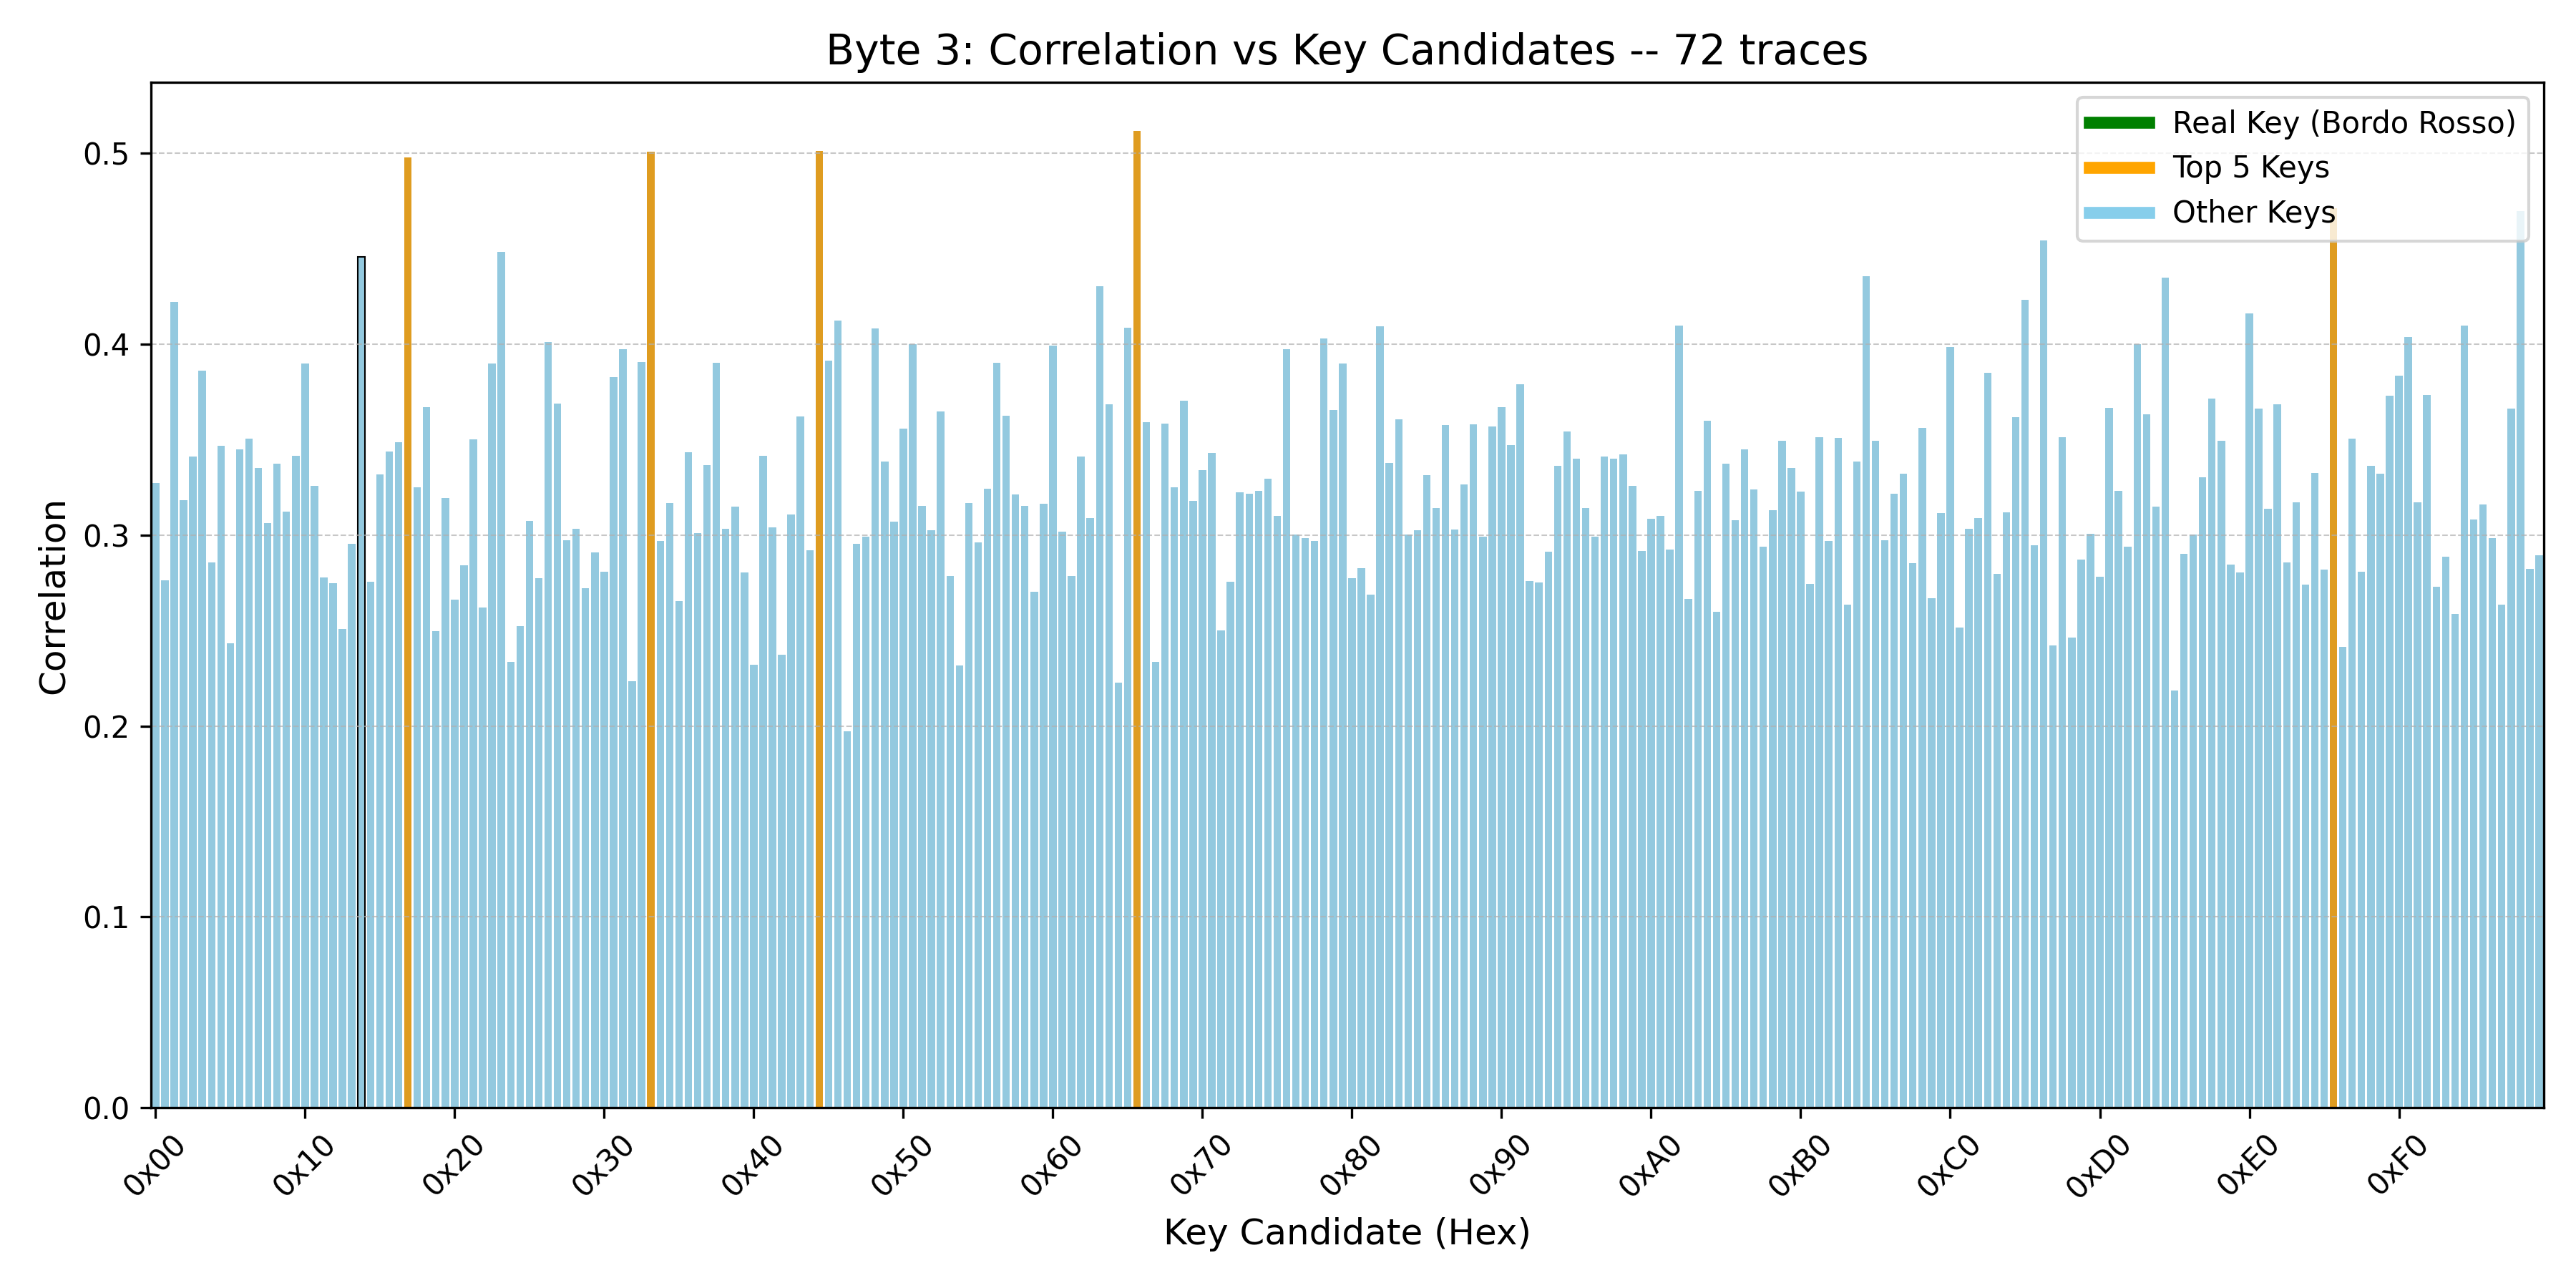 Byte 3: Correlation vs Key Candidates -- 72 traces
Real Key (Bordo Rosso)
Top 5 Keys
Other Keys
Correlation
0.5
0.4
0.3
0.2
0.1
0.0
0x00 0x10 0x20 0x30 0x40 0x50 0x60 0x70 0x80 0x90 0xA0 0xB0 0xC0 0xD0 0xE0 0xF0
Key Candidate (Hex)